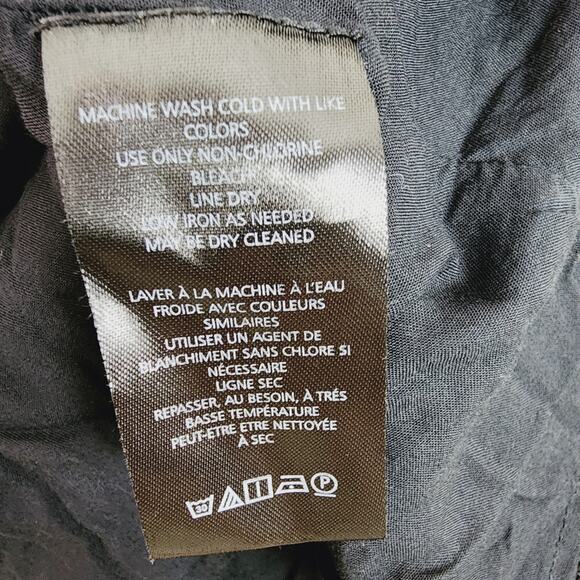 MACHINE WASH COLD WITH LIKE
COLORS
USE ONLY NON-CHLORINE
BLEACH
LINE DRY
LOW IRON AS NEEDED
MAY BE DRY CLEANED
LAVER À LA MACHINE À L'EAU
FROIDE AVEC COULEURS
SIMILAIRES
UTILISER UN AGENT DE
BLANCHIMENT SANS CHLORE SI
NÉCESSAIRE
LIGNE SEC
REPASSER, AU BESOIN, À TRÉS
BASSE TEMPÉRATURE
PEUT-ÊTRE ETRE NETTOYÉE
À SEC
30 P